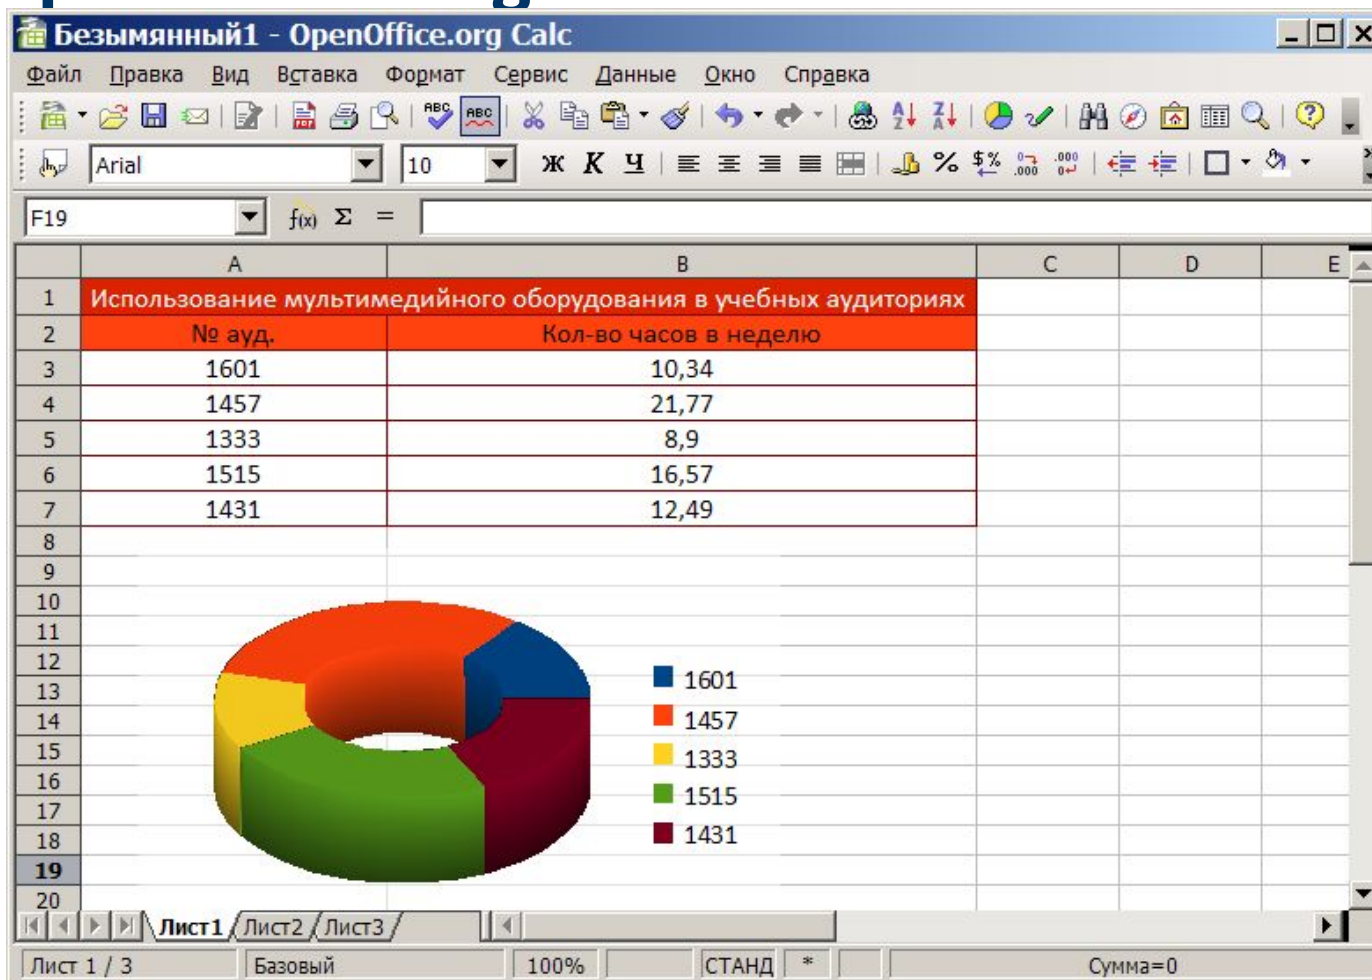 Безымянный1 - OpenOffice.org Calc
Файл Правка Вид Вставка Формат Сервис Данные Окно Справка
Arial 10 Ж К Ч
F19 f(x) Σ =
A B C D E
1 Использование мультимедийного оборудования в учебных аудиториях
2 № ауд. Кол-во часов в неделю
3 1601 10,34
4 1457 21,77
5 1333 8,9
6 1515 16,57
7 1431 12,49
8
9
10
11
12
13
14
15
16
17
18
19
20
1601
1457
1333
1515
1431
Лист1 Лист2 Лист3
Лист 1 / 3 Базовый 100% СТАНД * Сумма=0